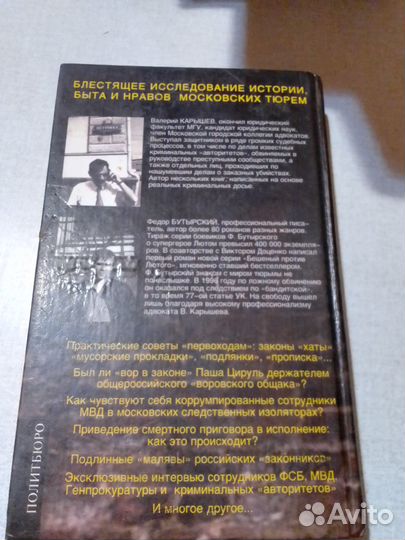 БЛЕСТЯЩЕЕ ИССЛЕДОВАНИЕ ИСТОРИИ,
БЫТА И НРАВОВ МОСКОВСКИХ ТЮРЕМ
Валерий КАРЫШЕВ, окончил юридический
факультет МГУ, кандидат юридических наук,
член Московской городской коллегии адвокатов.
Выступал защитником в ряде громких судебных
процессов, в том числе по делам известных
криминальных «авторитетов» обвиняемых в
руководстве преступными сообществами, а
также отдельных лиц, проходивших по
нашумевшим делам о заказных убийствах.
Автор нескольких книг, написанных на основе
реальных криминальных досье.
Федор БУТЫРСКИЙ, профессиональный писа-
тель, автор более 80 романов разных жанров.
Тираж серии боевиков Ф. Бутырского
о супергерое Лютом превысил 400 000 экземпля-
ров. В соавторстве с Виктором Доценко написал
первый роман новой серии «Бешеный против
Лютого», мгновенно ставший бестселлером.
Ф. Бутырский знаком с миром тюрьмы не
понаслышке. В 1996 году по ложному обвинению
он оказался под следствием по «бандитской»
в то время 77-ой статье УК. На свободу вышел
лишь благодаря высокому профессионализму
адвоката В. Карышева.
Практические советы «первоходам»: законы «хаты»
«мусорские прокладки», «подлянки», «прописка»...
Был ли «вор в законе» Паша Цируль держателем
общероссийского «воровского общака»?
Как чувствуют себя коррумпированные сотрудники
МВД в московских следственных изоляторах?
Приведение смертного приговора в исполнение:
как это происходит?
Подлинные «малявы» российских «законников»
Эксклюзивные интервью сотрудников ФСБ, МВД,
Генпрокуратуры и криминальных «авторитетов»
И многое другое...
ПОЛИТБЮРО
Avito